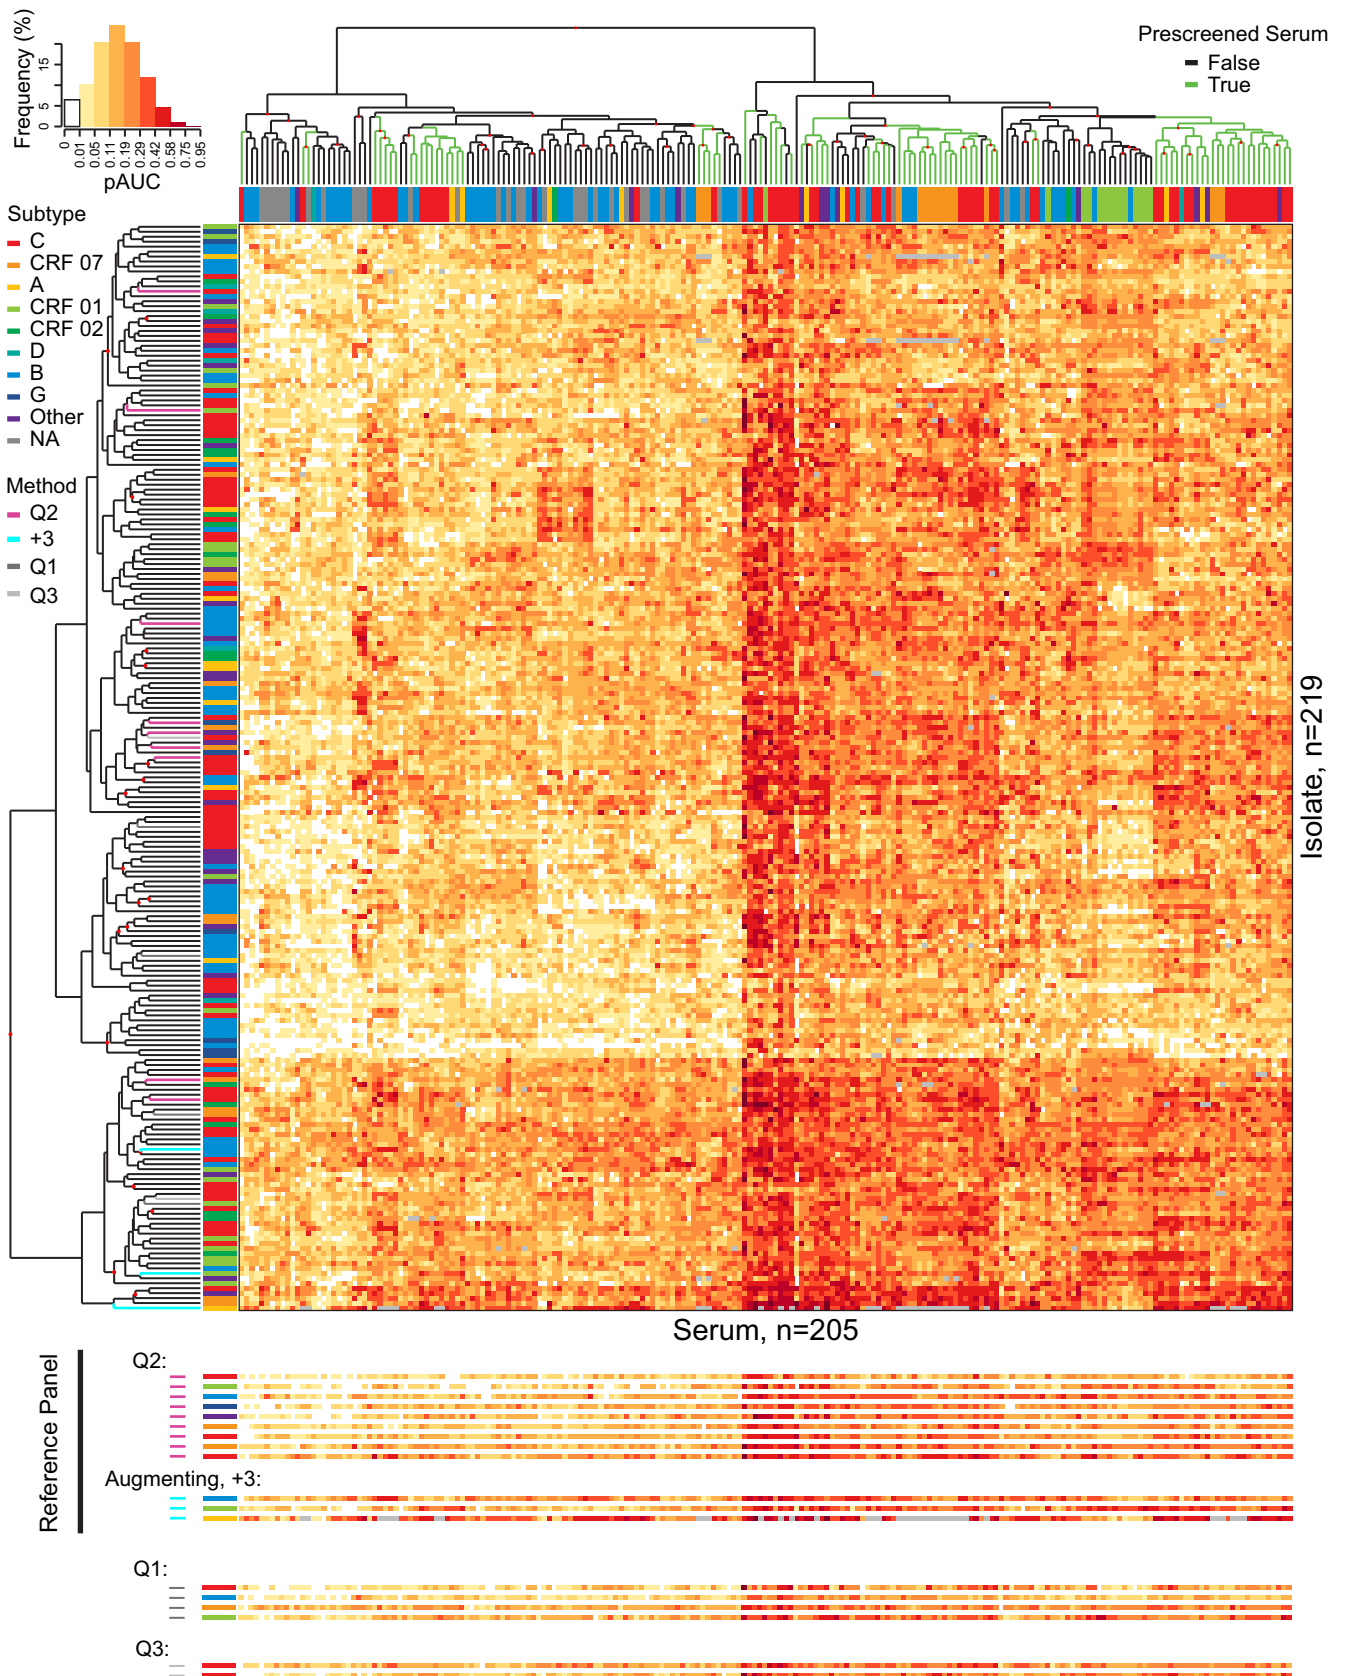 Frequency (%)
15
5
0
0
0.01
0.05
0.11
0.19
0.29
0.42
0.58
0.75
0.95
pAUC
Prescreened Serum
False
True
Subtype
C
CRF 07
A
CRF 01
CRF 02
D
B
G
Other
NA
Method
Q2
+3
Q1
Q3
Isolate, n=219
Serum, n=205
Reference Panel
Q2:
Augmenting, +3:
Q1:
Q3: